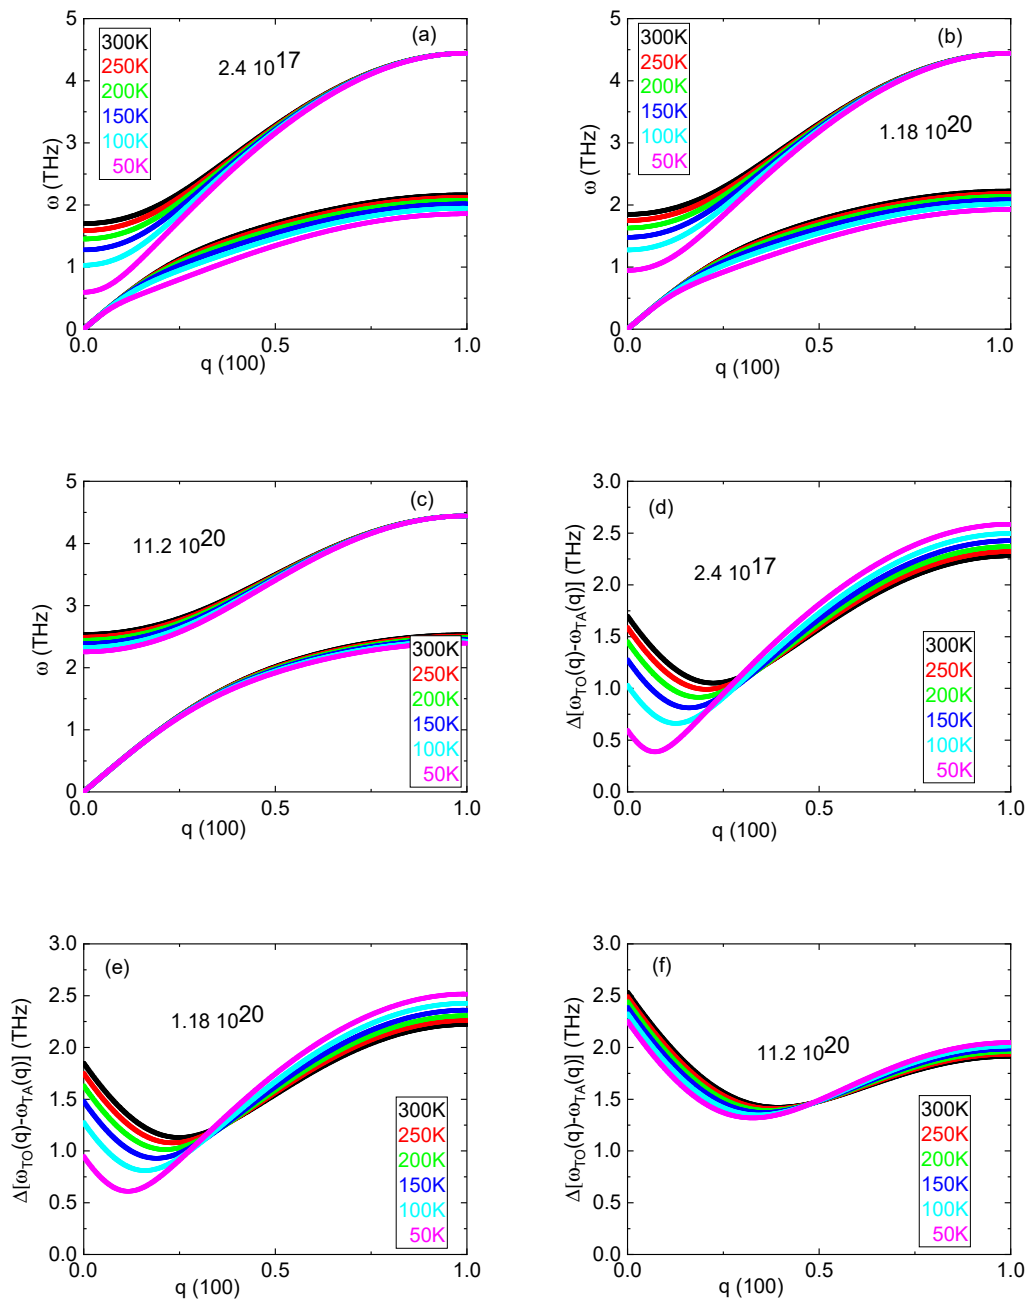 (a)
2.4 10^17
300K
250K
200K
150K
100K
50K
5
4
3
2
1
0
ω (THz)
0.0
0.5
1.0
q (100)
(b)
1.18 10^20
300K
250K
200K
150K
100K
50K
5
4
3
2
1
0
ω (THz)
0.0
0.5
1.0
q (100)
(c)
11.2 10^20
5
4
3
2
1
0
ω (THz)
300K
250K
200K
150K
100K
50K
0.0
0.5
1.0
q (100)
(d)
2.4 10^17
3.0
2.5
2.0
1.5
1.0
0.5
0.0
Δ[ω_TO(q)-ω_TA(q)] (THz)
300K
250K
200K
150K
100K
50K
0.0
0.5
1.0
q (100)
(e)
1.18 10^20
3.0
2.5
2.0
1.5
1.0
0.5
0.0
Δ[ω_TO(q)-ω_TA(q)] (THz)
300K
250K
200K
150K
100K
50K
0.0
0.5
1.0
q (100)
(f)
11.2 10^20
3.0
2.5
2.0
1.5
1.0
0.5
0.0
Δ[ω_TO(q)-ω_TA(q)] (THz)
300K
250K
200K
150K
100K
50K
0.0
0.5
1.0
q (100)